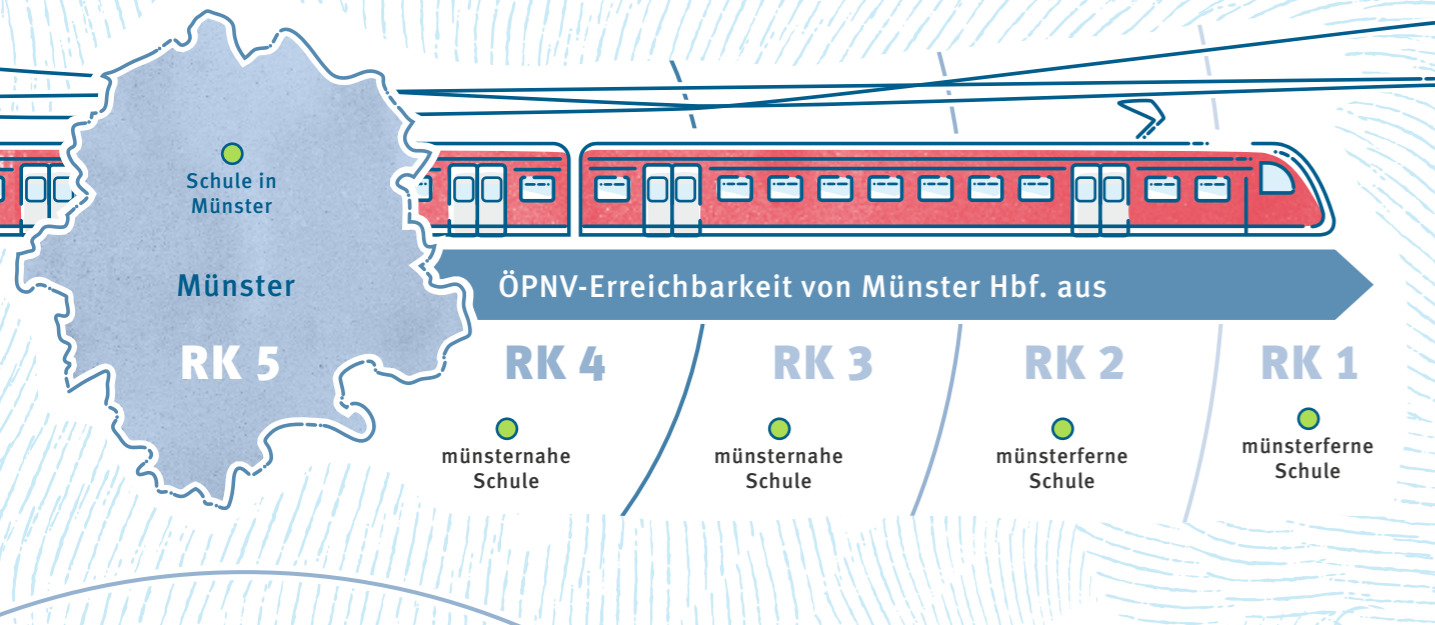 Schule in
Münster
Münster
RK 5
ÖPNV-Erreichbarkeit von Münster Hbf. aus
RK 4
münsternahe
Schule
RK 3
münsternahe
Schule
RK 2
münsterferne
Schule
RK 1
münsterferne
Schule